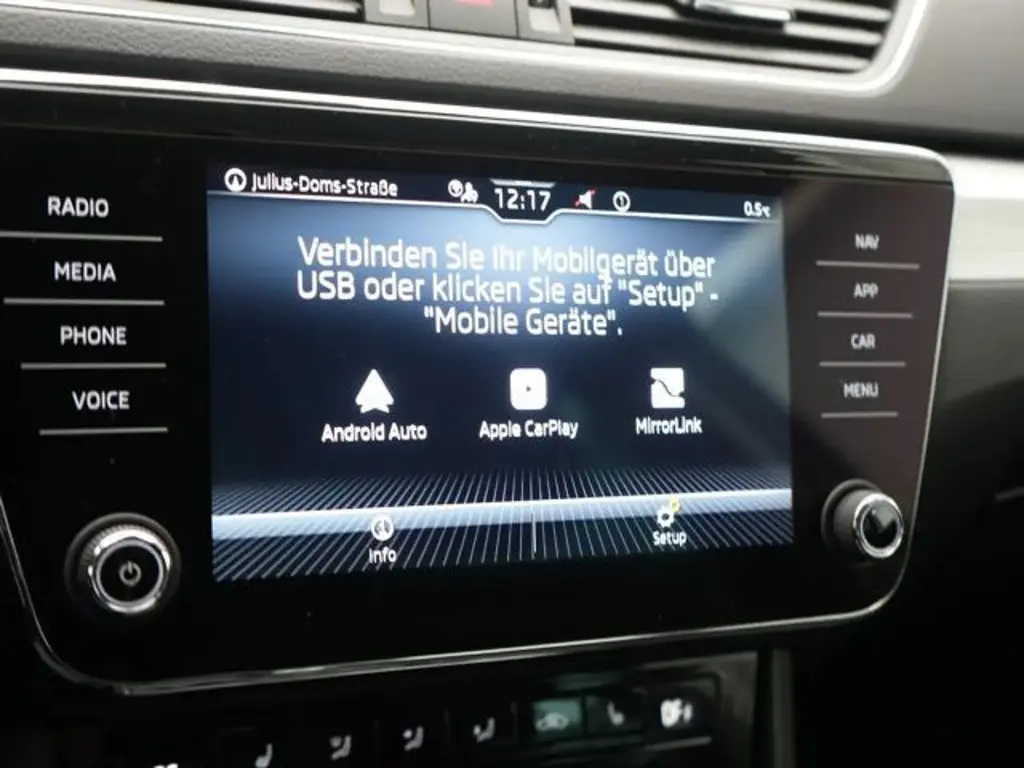 Julius-Doms-Straße 12:17 0.5°C
RADIO
MEDIA
PHONE
VOICE
Verbinden Sie Ihr Mobilgerät über
USB oder klicken Sie auf "Setup" -
"Mobile Geräte".
Android Auto Apple CarPlay MirrorLink
Info Setup
NAV
APP
CAR
MENU